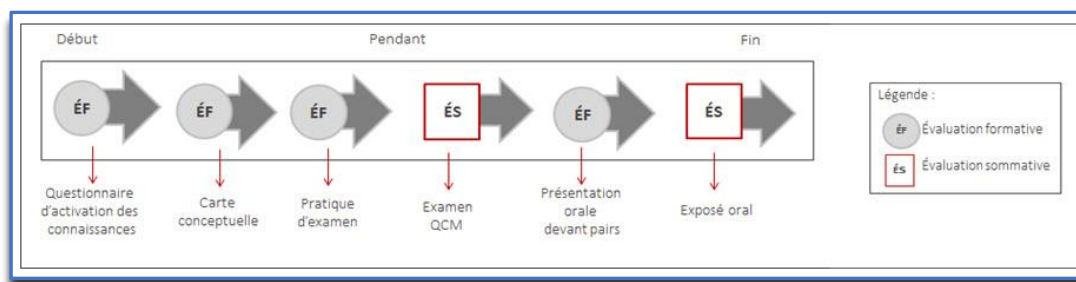 Début
Pendant
Fin
ÉF
ÉF
ÉF
ÉS
ÉF
ÉS
Questionnaire
d'activation des
connaissances
Carte
conceptuelle
Pratique
d'examen
Examen
QCM
Présentation
orale
devant pairs
Exposé oral
Légende :
ÉF Évaluation formative
ÉS Évaluation sommative